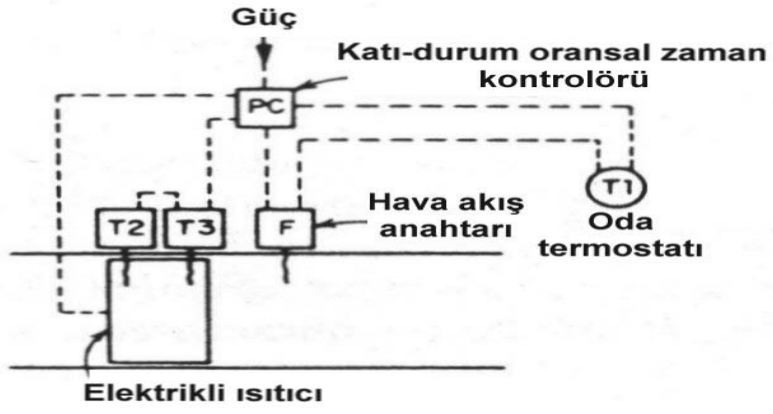 Güç
Katı-durum oransal zaman
kontrolörü
PC
T1
T2
T3
F
Hava akış
anahtarı
Oda
termostatı
Elektrikli ısıtıcı